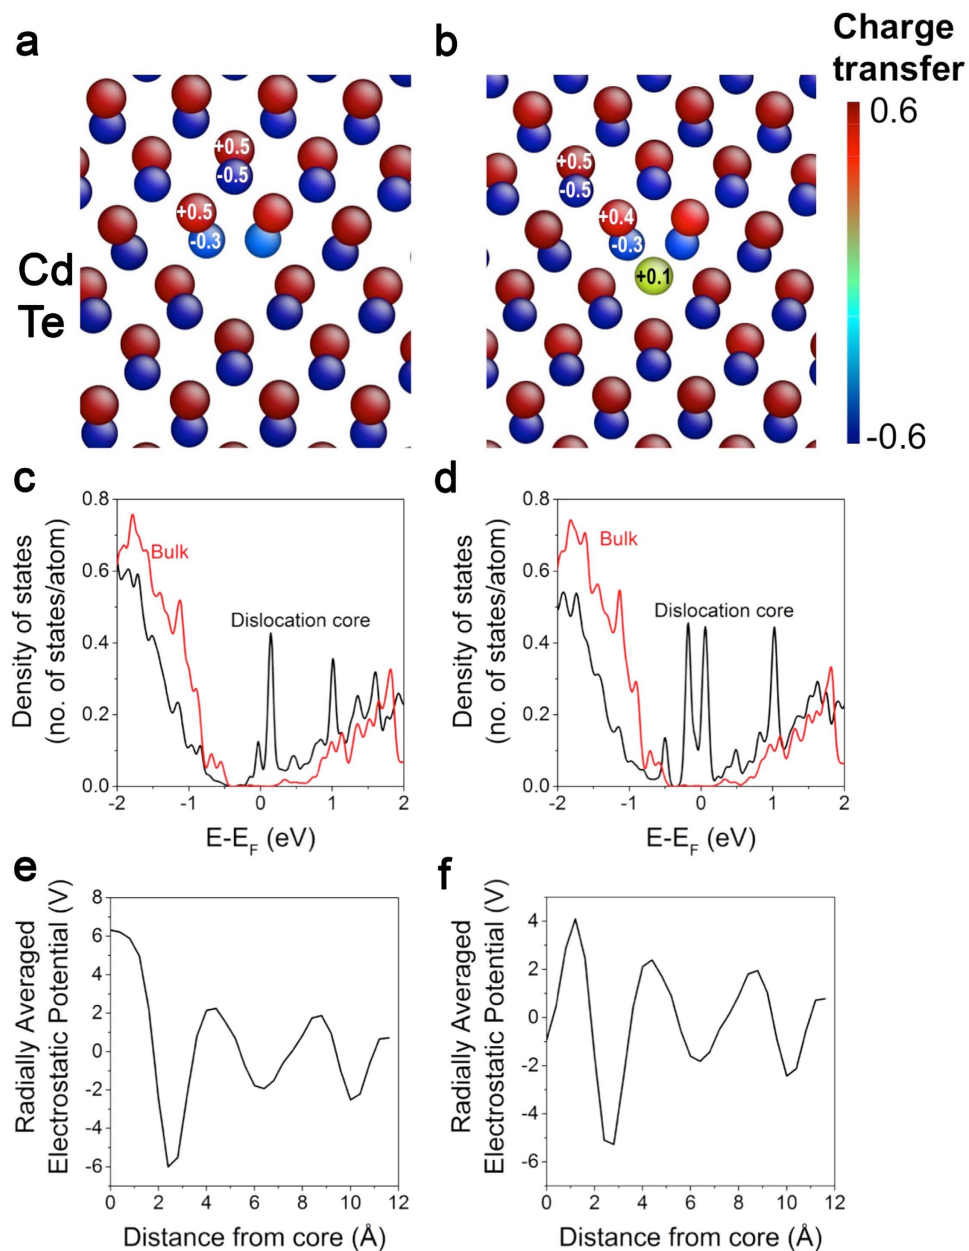 a
b
Charge
transfer
0.6
-0.6
+0.5
-0.5
+0.5
-0.3
+0.5
-0.5
+0.4
-0.3
+0.1
Cd
Te
c
Density of states
(no. of states/atom)
0.8
0.6
0.4
0.2
0.0
Bulk
Dislocation core
-2
-1
0
1
2
E-E_F (eV)
d
Density of states
(no. of states/atom)
0.8
0.6
0.4
0.2
0.0
Bulk
Dislocation core
-2
-1
0
1
2
E-E_F (eV)
e
Radially Averaged
Electrostatic Potential (V)
8
6
4
2
0
-2
-4
-6
0
2
4
6
8
10
12
Distance from core (Å)
f
Radially Averaged
Electrostatic Potential (V)
4
2
0
-2
-4
-6
0
2
4
6
8
10
12
Distance from core (Å)